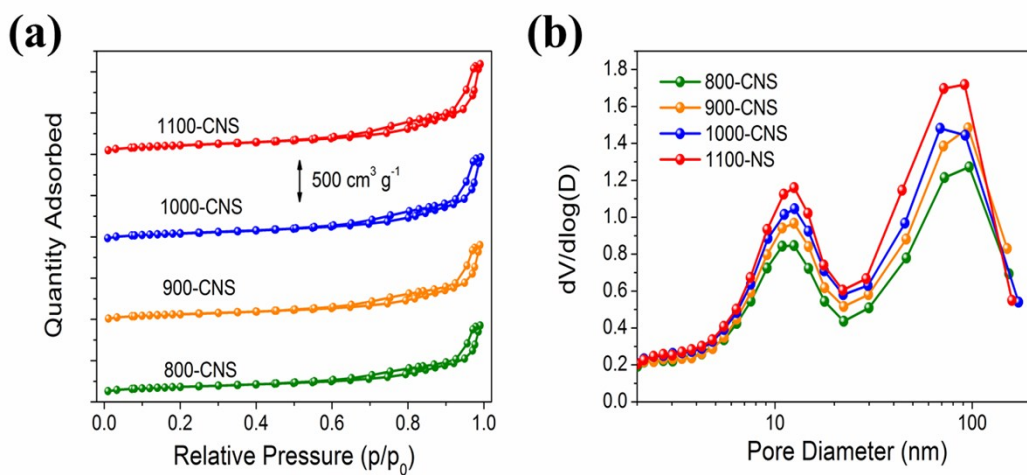 (a)
Quantity Adsorbed
1100-CNS
500 cm³ g⁻¹
1000-CNS
900-CNS
800-CNS
0.0 0.2 0.4 0.6 0.8 1.0
Relative Pressure (p/p₀)
(b)
dV/dlog(D)
1.8
1.6
1.4
1.2
1.0
0.8
0.6
0.4
0.2
0.0
800-CNS
900-CNS
1000-CNS
1100-NS
10 100
Pore Diameter (nm)